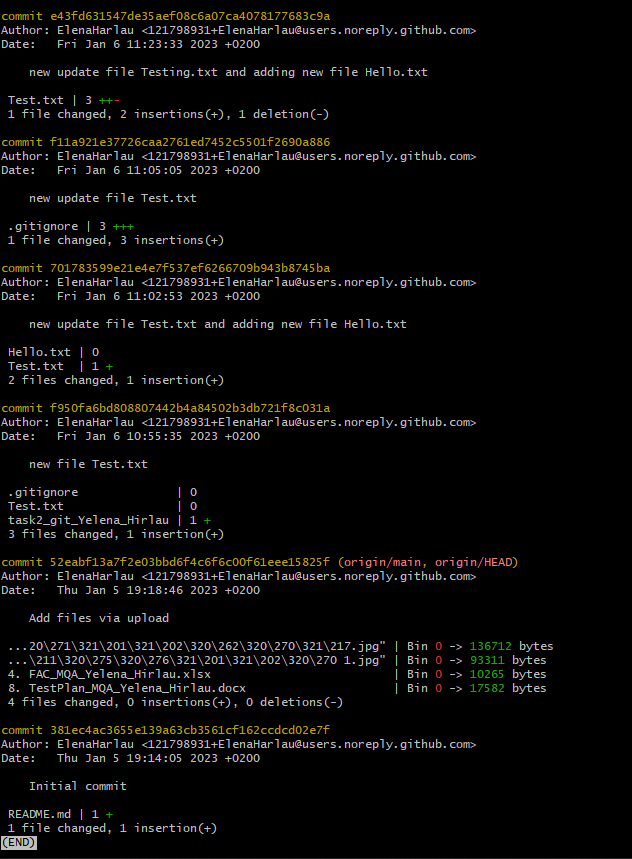 commit e43fd631547de35aef08c6a07ca4078177683c9a
Author: ElenaHarlau <121798931+ElenaHarlau@users.noreply.github.com>
Date:   Fri Jan 6 11:23:33 2023 +0200
new update file Testing.txt and adding new file Hello.txt
Test.txt | 3 ++-
1 file changed, 2 insertions(+), 1 deletion(-)
commit f11a921e37726caa2761ed7452c5501f2690a886
Author: ElenaHarlau <121798931+ElenaHarlau@users.noreply.github.com>
Date:   Fri Jan 6 11:05:05 2023 +0200
new update file Test.txt
.gitignore | 3 +++
1 file changed, 3 insertions(+)
commit 701783599e21e4e7f537ef6266709b943b8745ba
Author: ElenaHarlau <121798931+ElenaHarlau@users.noreply.github.com>
Date:   Fri Jan 6 11:02:53 2023 +0200
new update file Test.txt and adding new file Hello.txt
Hello.txt | 0
Test.txt  | 1 +
2 files changed, 1 insertion(+)
commit f950fa6bd808807442b4a84502b3db721f8c031a
Author: ElenaHarlau <121798931+ElenaHarlau@users.noreply.github.com>
Date:   Fri Jan 6 10:55:35 2023 +0200
new file Test.txt
.gitignore              | 0
Test.txt                | 0
task2_git_Yelena_Hirlau | 1 +
3 files changed, 1 insertion(+)
commit 52eabf13a7f2e03bbd6f4c6f6c00f61eee15825f (origin/main, origin/HEAD)
Author: ElenaHarlau <121798931+ElenaHarlau@users.noreply.github.com>
Date:   Thu Jan 5 19:18:46 2023 +0200
Add files via upload
...20\271\321\201\321\202\320\262\320\270\321\217.jpg" | Bin 0 -> 136712 bytes
...\211\320\275\320\276\321\201\321\202\320\270 1.jpg" | Bin 0 -> 93311 bytes
4. FAC_MQA_Yelena_Hirlau.xlsx                          | Bin 0 -> 10265 bytes
8. TestPlan_MQA_Yelena_Hirlau.docx                     | Bin 0 -> 17582 bytes
4 files changed, 0 insertions(+), 0 deletions(-)
commit 381ec4ac3655e139a63cb3561cf162ccdcd02e7f
Author: ElenaHarlau <121798931+ElenaHarlau@users.noreply.github.com>
Date:   Thu Jan 5 19:14:05 2023 +0200
Initial commit
README.md | 1 +
1 file changed, 1 insertion(+)
(END)